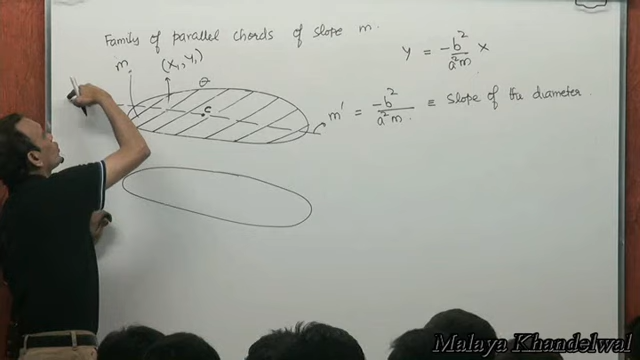 Family of parallel chords of slope m.
y = -b²/a²m x
m
(x₁, y₁)
θ
c
m' = -b²/a²m. ≡ slope of the diameter
Malaya Khandelwal